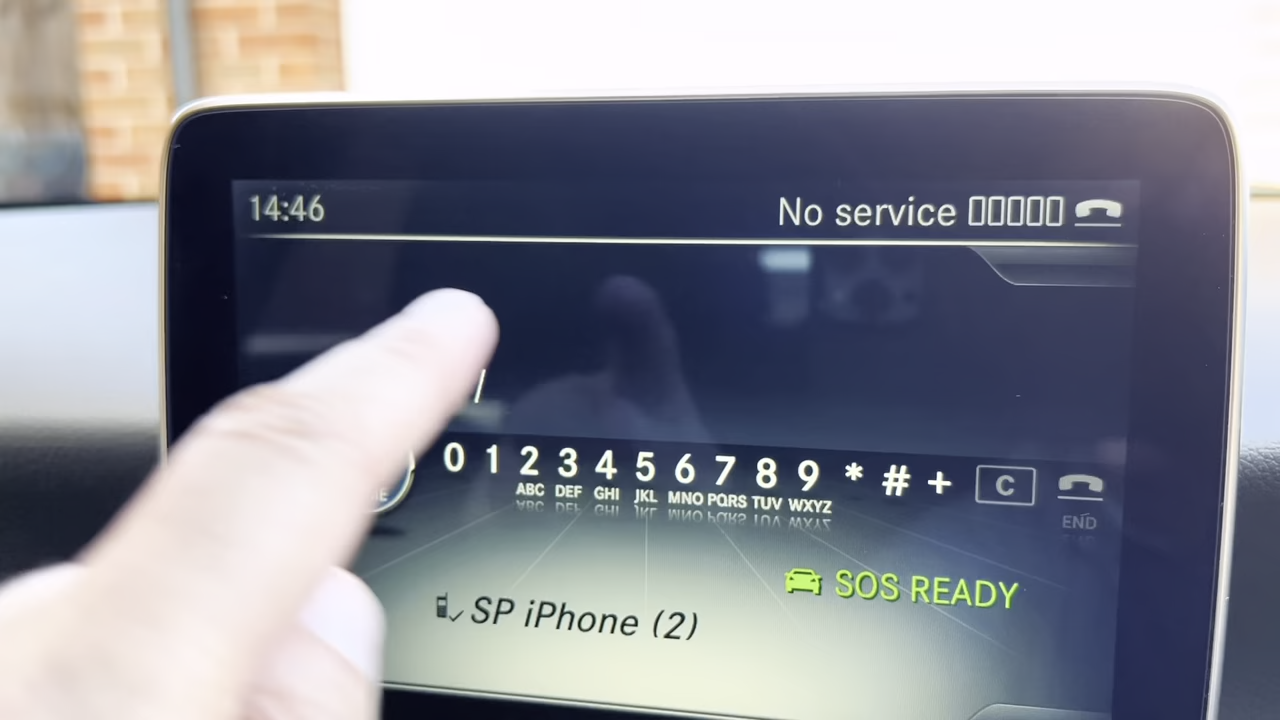 14:46 No service
0 1 2 3 4 5 6 7 8 9 * # + C
ABC DEF GHI JKL MNO PQRS TUV WXYZ
END
SOS READY
SP iPhone (2)